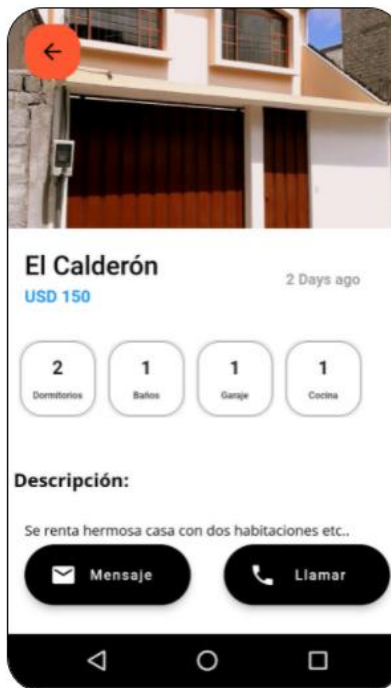 El Calderón
USD 150
2 Days ago
2 1 1 1
Dormitorios Baños Garaje Cocina
Descripción:
Se renta hermosa casa con dos habitaciones etc..
Mensaje Llamar